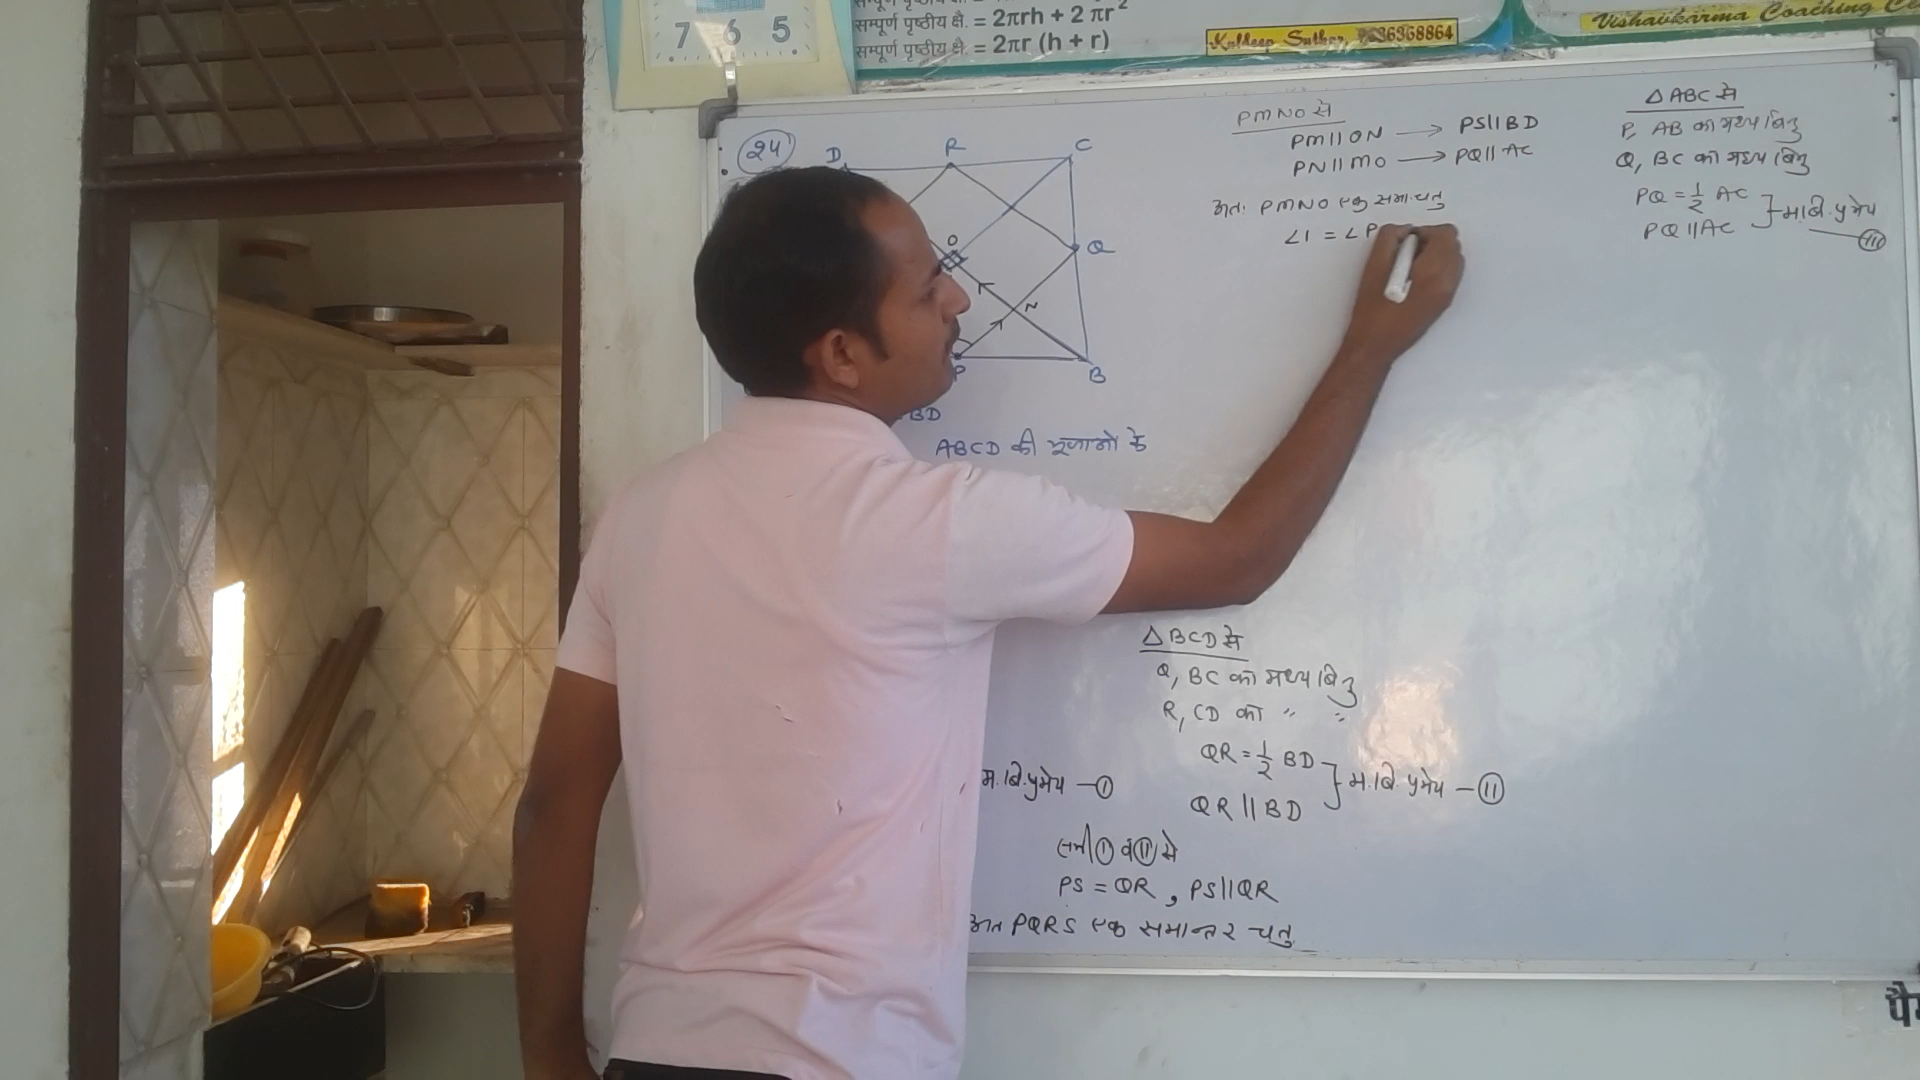 7 6 5
सम्पूर्ण पृष्ठीय क्षे. = 2πrh + 2 πr²
सम्पूर्ण पृष्ठीय क्षे. = 2πr (h + r)
Kuldeep Suthar
Vishavkarma Coaching
24
D R C
O
Q
N
P B
BD
ABCD की भुजाओ के
PMNO से
PM||ON → PS||BD
PN||MO → PQ||AC
अतः PMNO एक समा.चतु
∠1 = ∠P
△ABC से
P, AB का मध्य बिन्दु
Q, BC का मध्य बिन्दु
PQ = 1/2 AC
PQ||AC } म.बि.प्रमेय — III
△BCD से
Q, BC का मध्य बिन्दु
R, CD का " "
QR = 1/2 BD
QR||BD } म.बि.प्रमेय — II
म.बि.प्रमेय — I
समी I व II से
PS = QR, PS||QR
अत PQRS एक समान्तर चतु.